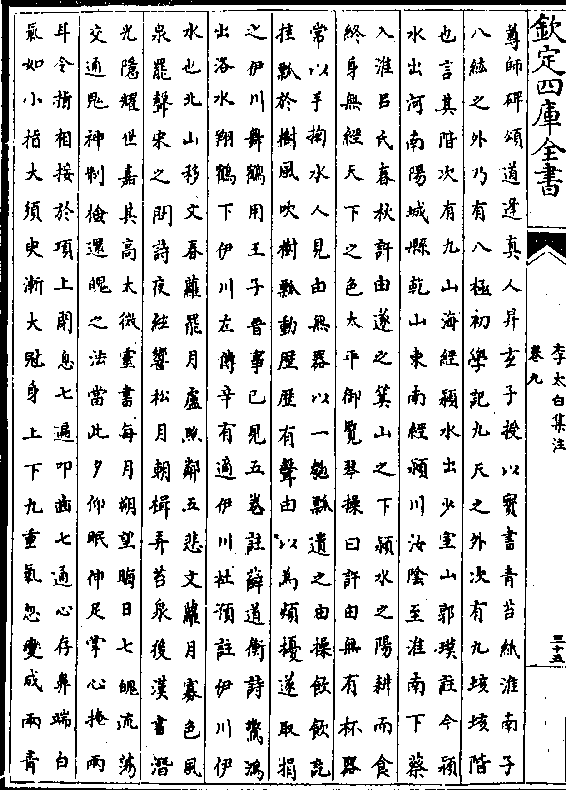 欽定四庫全書
李太白集注
卷九
三十五
尊師碑頌道逹真人昇玄子授以寳書青苔紙淮南子
八紘之外乃有八極初學記九天之外次有九垓垓階
也言其階次有九山海經潁水出少室山郭璞註今潁
水出河南陽城縣乾山東南經潁川汝隂至淮南下蔡
入淮吕氏春秋許由遂之箕山之下潁水之陽耕而食
終身無經天下之色太平御覽琴操曰許由無有杯器
常以手掬水人見由無器以一匏瓢遺之由操飲飲訖
挂瓢於樹風吹樹瓢動歴歴有聲由以為煩擾遂取捐
之伊川舞鶴用王子晉事已見五卷註薛道衡詩驚鴻
出洛水翔鶴下伊川左傳辛有適伊川杜預註伊川伊
水也北山移文春蘿罷月盧照鄰五悲文蘿月寡色風
泉罷聲宋之問詩夜絃響松月朝楫弄苔泉後漢書潛
光隱耀世嘉其高太微靈書每月朔望晦日七魄流蕩
交通鬼神制檢還魄之法當此夕仰眠伸足掌心掩兩
耳令指相接於項上閉息七遍叩齒七通心存鼻端白
氣如小指大須臾漸大冠身上下九重氣忽變成兩青